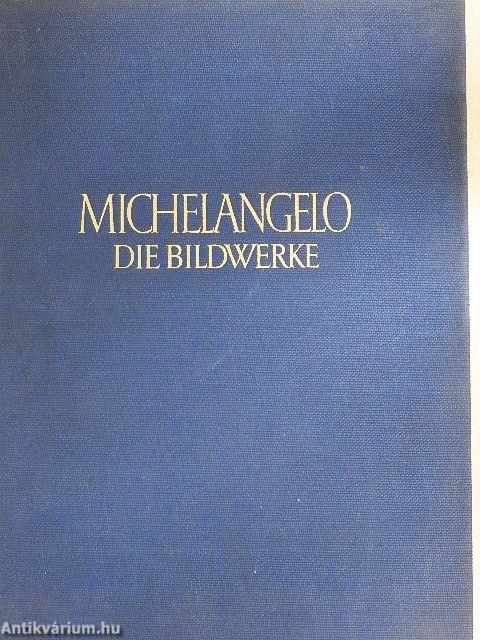 MICHELANGELO
DIE BILDWERKE
Antikvárium.hu